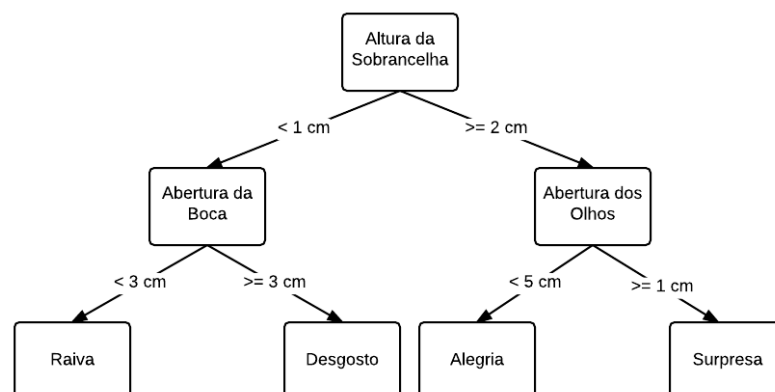 Altura da
Sobrancelha
< 1 cm
>= 2 cm
Abertura da
Boca
Abertura dos
Olhos
< 3 cm
>= 3 cm
< 5 cm
>= 1 cm
Raiva
Desgosto
Alegria
Surpresa